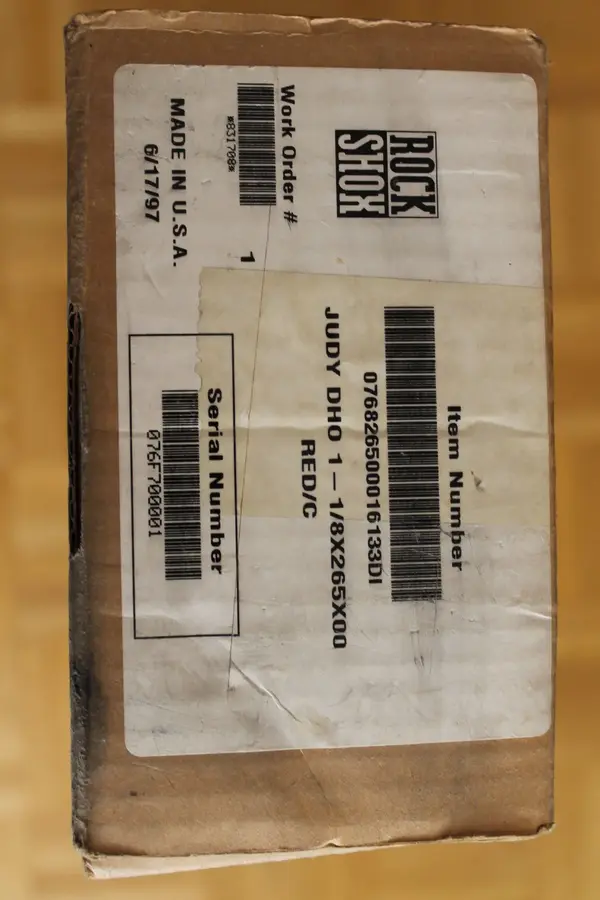 ROCK
SHOX
Work Order #
*831708*
1
MADE IN U.S.A.
6/17/97
Item Number
076826500016133DI
JUDY DHO 1 - 1/8X265X00
RED/C
Serial Number
076F700001